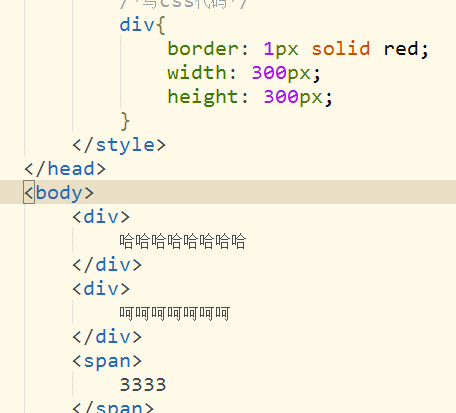 /*写css代码*/
div{
border: 1px solid red;
width: 300px;
height: 300px;
}
</style>
</head>
<body>
<div>
哈哈哈哈哈哈哈哈
</div>
<div>
呵呵呵呵呵呵呵
</div>
<span>
3333
</span>